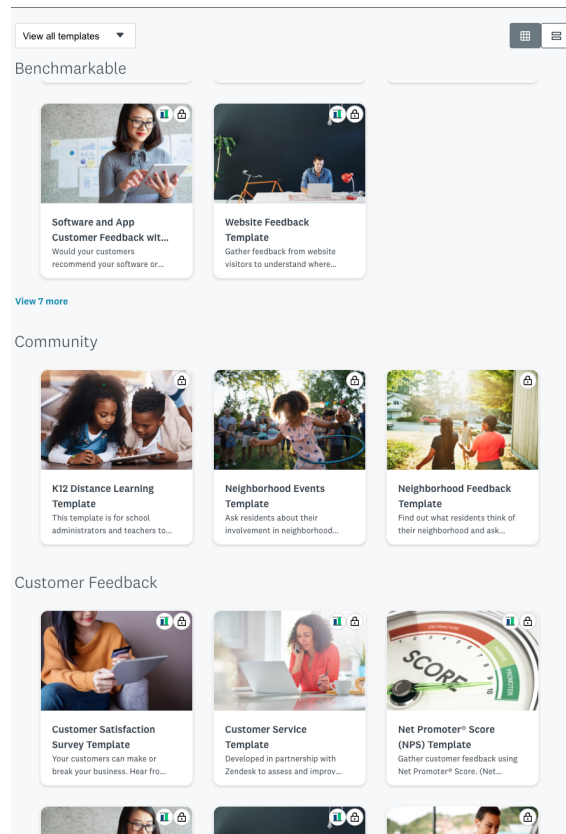 View all templates
Benchmarkable
Software and App
Customer Feedback wit...
Would your customers
recommend your software or...
Website Feedback
Template
Gather feedback from website
visitors to understand where...
View 7 more
Community
K12 Distance Learning
Template
This template is for school
administrators and teachers to...
Neighborhood Events
Template
Ask residents about their
involvement in neighborhood...
Neighborhood Feedback
Template
Find out what residents think of
their neighborhood and ask...
Customer Feedback
SCORE
PROMOTER
Customer Satisfaction
Survey Template
Your customers can make or
break your business. Hear fro...
Customer Service
Template
Developed in partnership with
Zendesk to assess and improv...
Net Promoter® Score
(NPS) Template
Gather customer feedback using
Net Promoter® Score. (Net...